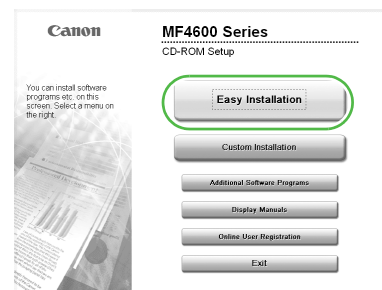 Canon
MF4600 Series
CD-ROM Setup
You can install software
programs etc. on this
screen. Select a menu on
the right.
Easy Installation
Custom Installation
Additional Software Programs
Display Manuals
Online User Registration
Exit